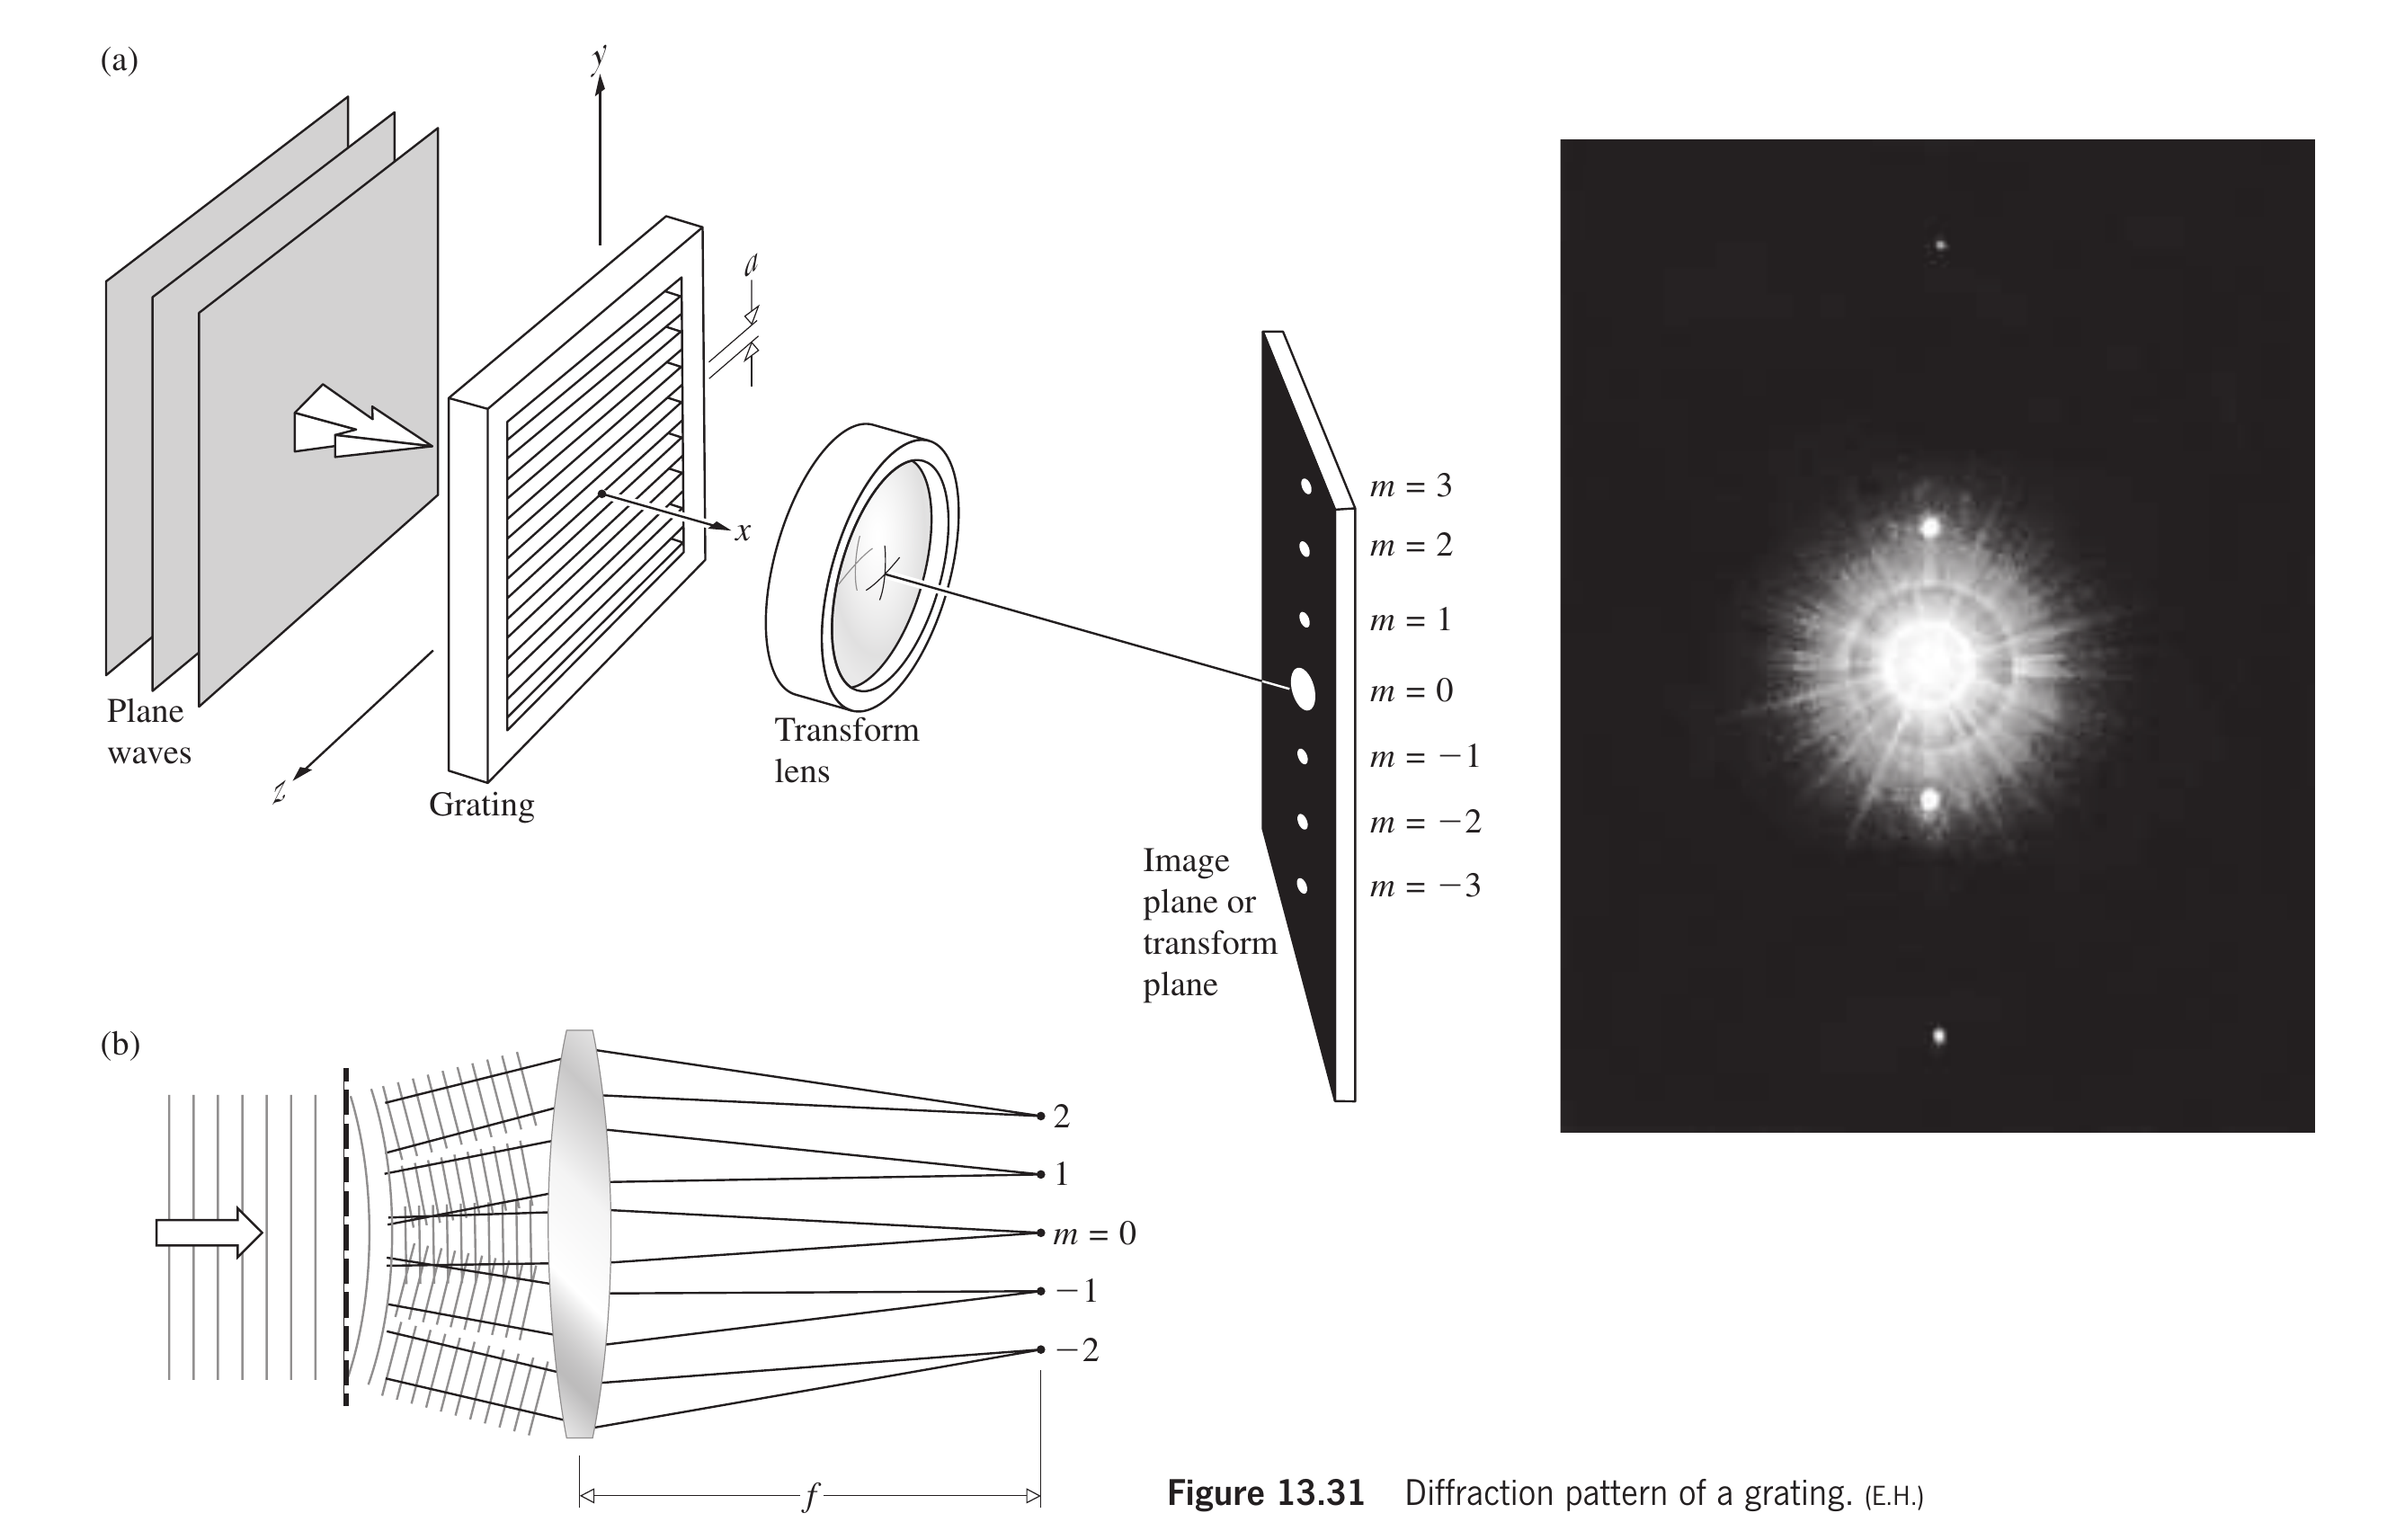 (a)
y
a
x
z
Plane
waves
Grating
Transform
lens
m = 3
m = 2
m = 1
m = 0
m = −1
m = −2
m = −3
Image
plane or
transform
plane
(b)
2
1
m = 0
−1
−2
f
Figure 13.31 Diffraction pattern of a grating. (E.H.)